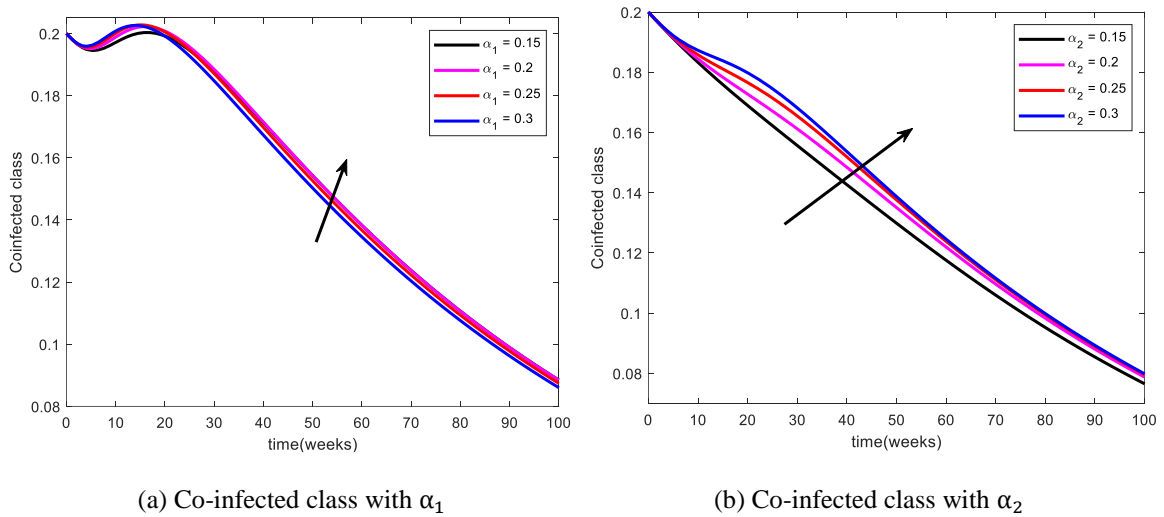 0.2
0.18
0.16
0.14
0.12
0.1
0.08
Coinfected class
0 10 20 30 40 50 60 70 80 90 100
time(weeks)
α1 = 0.15
α1 = 0.2
α1 = 0.25
α1 = 0.3
(a) Co-infected class with α1
0.2
0.18
0.16
0.14
0.12
0.1
0.08
Coinfected class
0 10 20 30 40 50 60 70 80 90 100
time(weeks)
α2 = 0.15
α2 = 0.2
α2 = 0.25
α2 = 0.3
(b) Co-infected class with α2